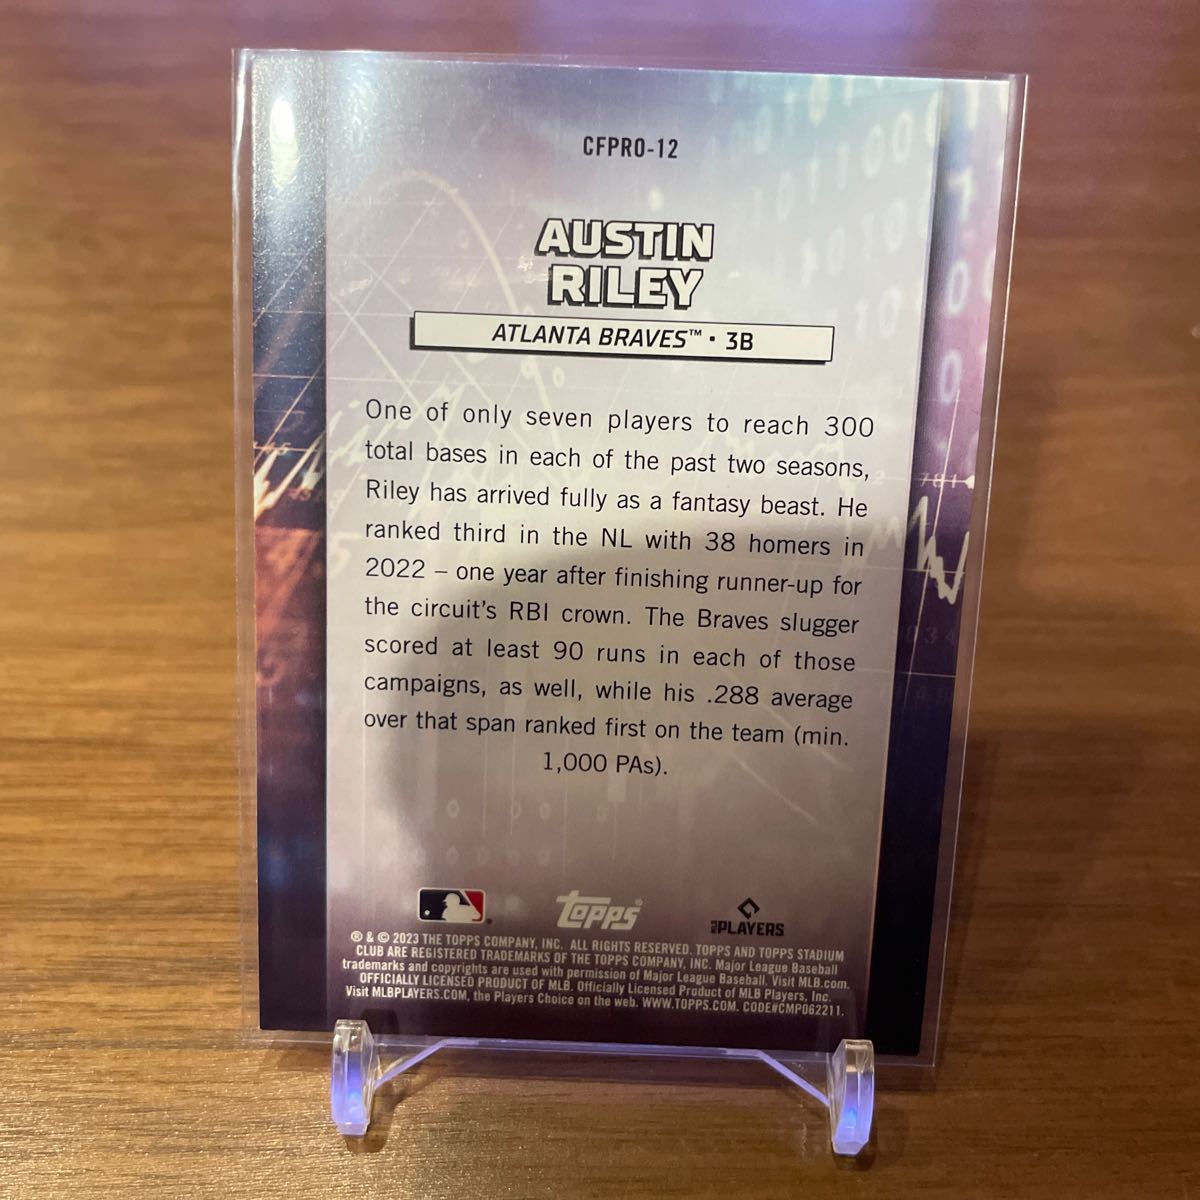 CFPRO-12
AUSTIN
RILEY
ATLANTA BRAVES™ • 3B
One of only seven players to reach 300
total bases in each of the past two seasons,
Riley has arrived fully as a fantasy beast. He
ranked third in the NL with 38 homers in
2022 – one year after finishing runner-up for
the circuit's RBI crown. The Braves slugger
scored at least 90 runs in each of those
campaigns, as well, while his .288 average
over that span ranked first on the team (min.
1,000 PAs).
topps®
MLB PLAYERS
® & © 2023 THE TOPPS COMPANY, INC. ALL RIGHTS RESERVED. TOPPS AND TOPPS STADIUM
CLUB ARE REGISTERED TRADEMARKS OF THE TOPPS COMPANY, INC. Major League Baseball
trademarks and copyrights are used with permission of Major League Baseball. Visit MLB.com.
OFFICIALLY LICENSED PRODUCT OF MLB. Officially Licensed Product of MLB Players, Inc.
Visit MLBPLAYERS.COM, the Players Choice on the web. WWW.TOPPS.COM. CODE#CMP062211.